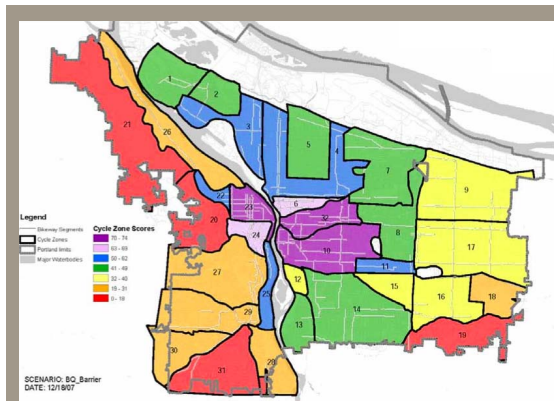 1
2
3
4
5
7
9
26
21
22
23
6
32
20
24
10
8
17
11
27
25
12
15
16
18
29
13
14
19
30
31
28
Legend
Bikeway Segments
Cycle Zones
Portland limits
Major Waterbodies
Cycle Zone Scores
70 - 74
63 - 69
50 - 62
41 - 49
32 - 40
19 - 31
0 - 18
SCENARIO: BQ_Barrier
DATE: 12/18/07